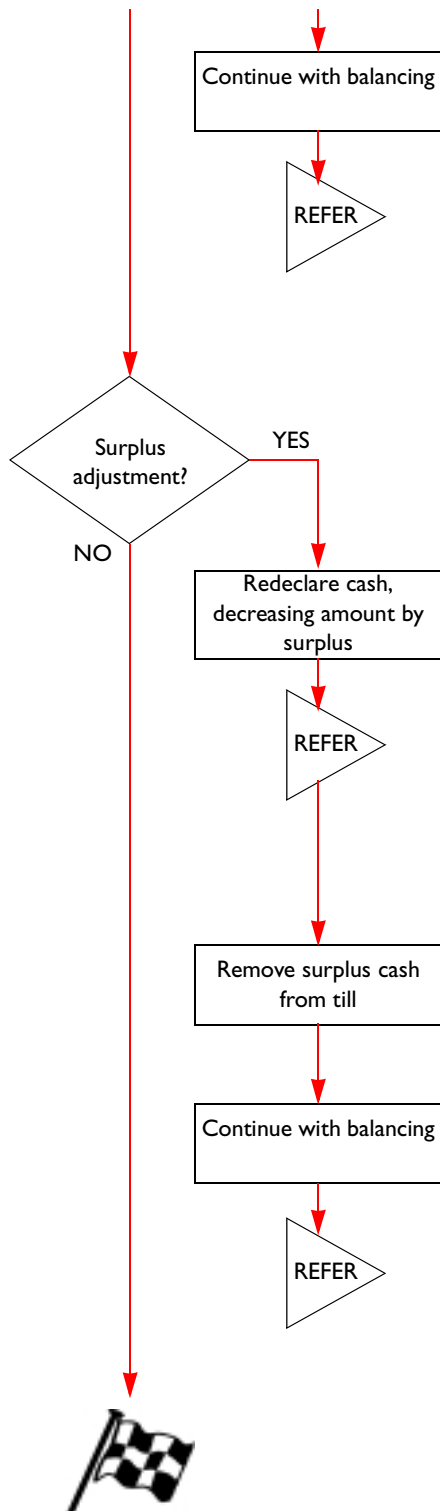 Continue with balancing
REFER
Surplus
adjustment?
YES
NO
Redeclare cash,
decreasing amount by
surplus
REFER
Remove surplus cash
from till
Continue with balancing
REFER